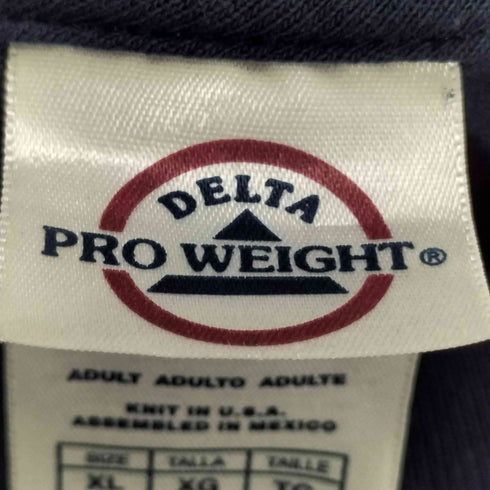 DELTA
PRO WEIGHT®
ADULT ADULTO ADULTE
KNIT IN U.S.A.
ASSEMBLED IN MEXICO
SIZE TALLA TAILLE
XL XG TG